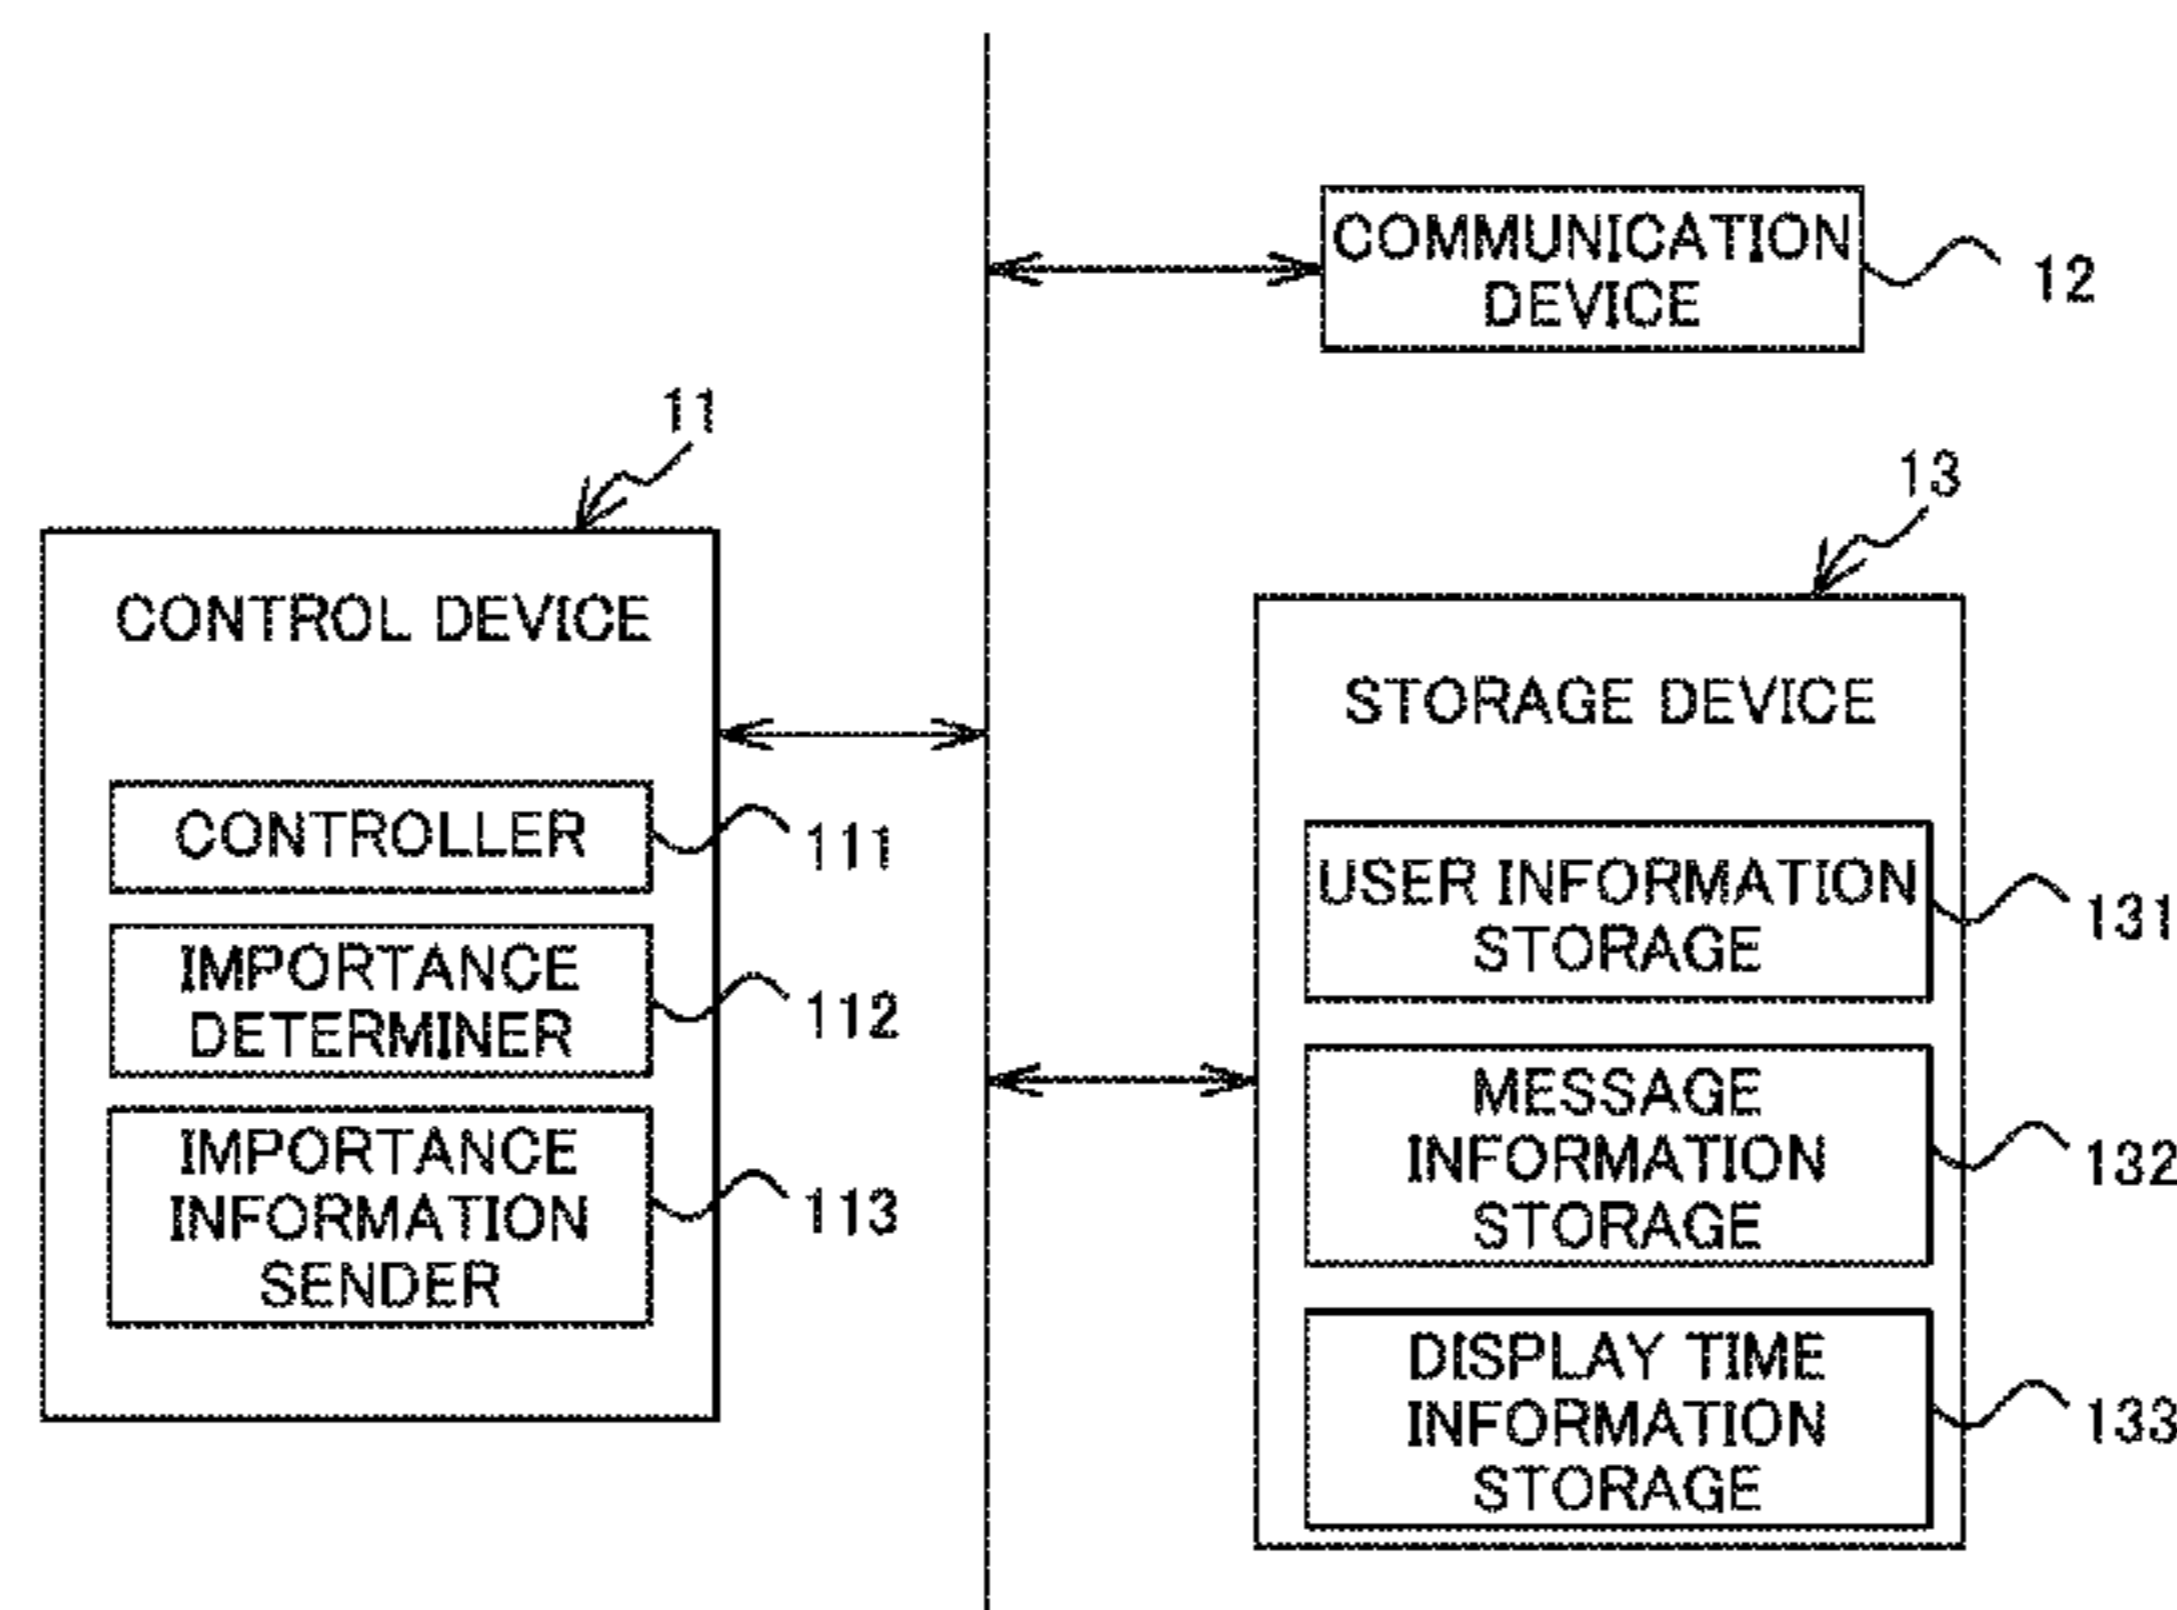 COMMUNICATION
DEVICE
12
11
CONTROL DEVICE
CONTROLLER
111
IMPORTANCE
DETERMINER
112
IMPORTANCE
INFORMATION
SENDER
113
13
STORAGE DEVICE
USER INFORMATION
STORAGE
131
MESSAGE
INFORMATION
STORAGE
132
DISPLAY TIME
INFORMATION
STORAGE
133